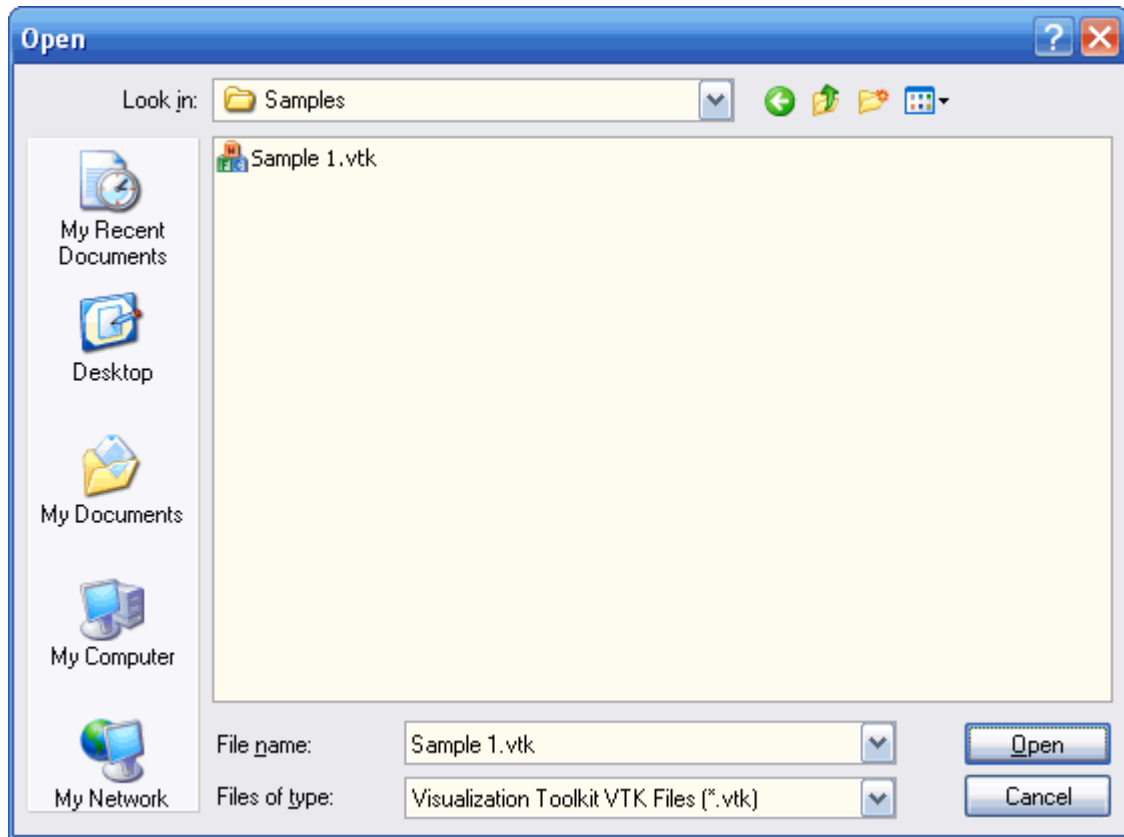 Open
Look in:
Samples
Sample 1.vtk
My Recent
Documents
Desktop
My Documents
My Computer
My Network
File name:
Sample 1.vtk
Open
Files of type:
Visualization Toolkit VTK Files (*.vtk)
Cancel